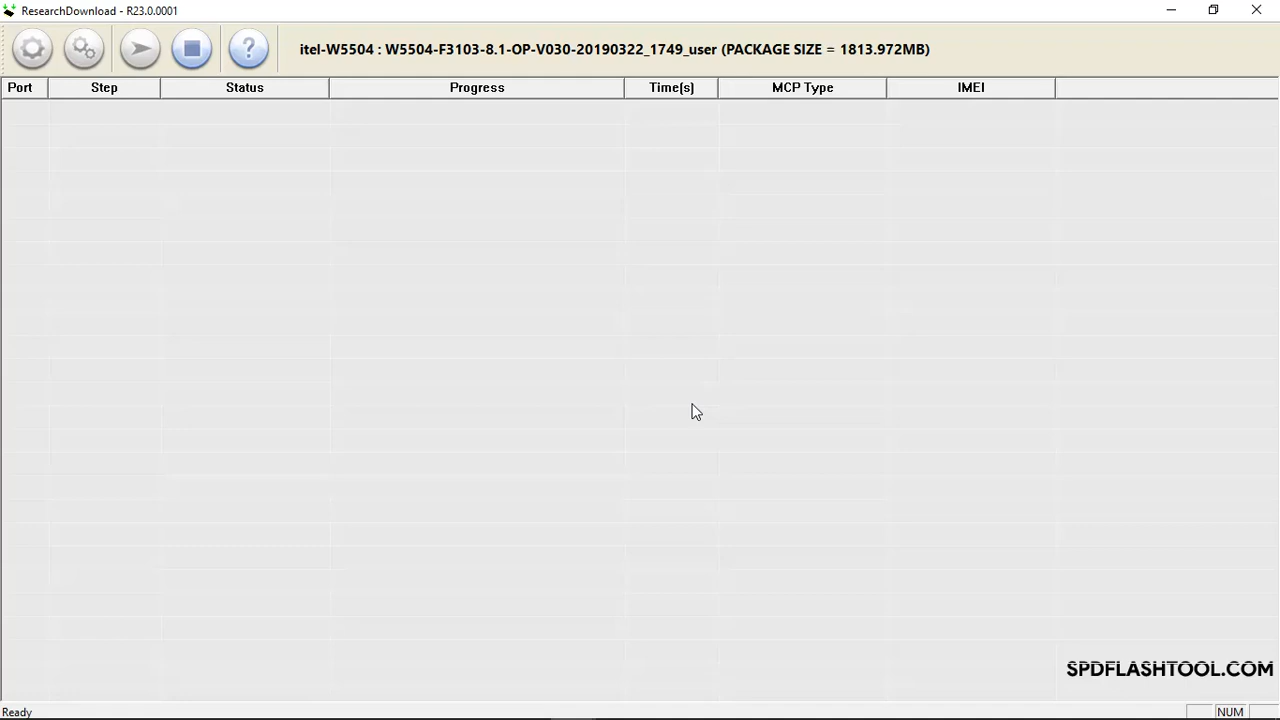 ResearchDownload - R23.0.0001
itel-W5504 : W5504-F3103-8.1-OP-V030-20190322_1749_user (PACKAGE SIZE = 1813.972MB)
Port Step Status Progress Time(s) MCP Type IMEI
SPDFLASHTOOL.COM
Ready NUM